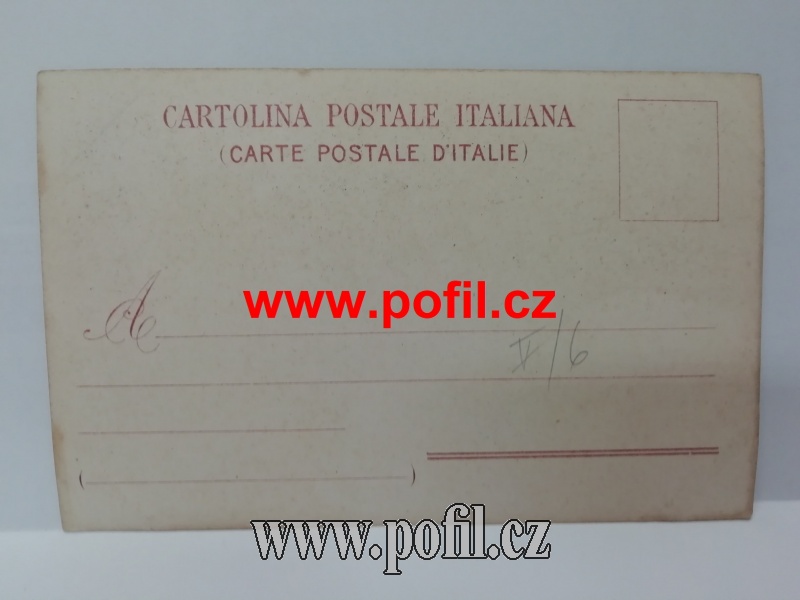 CARTOLINA POSTALE ITALIANA
(CARTE POSTALE D'ITALIE)
www.pofil.cz
A
V/6
www.pofil.cz